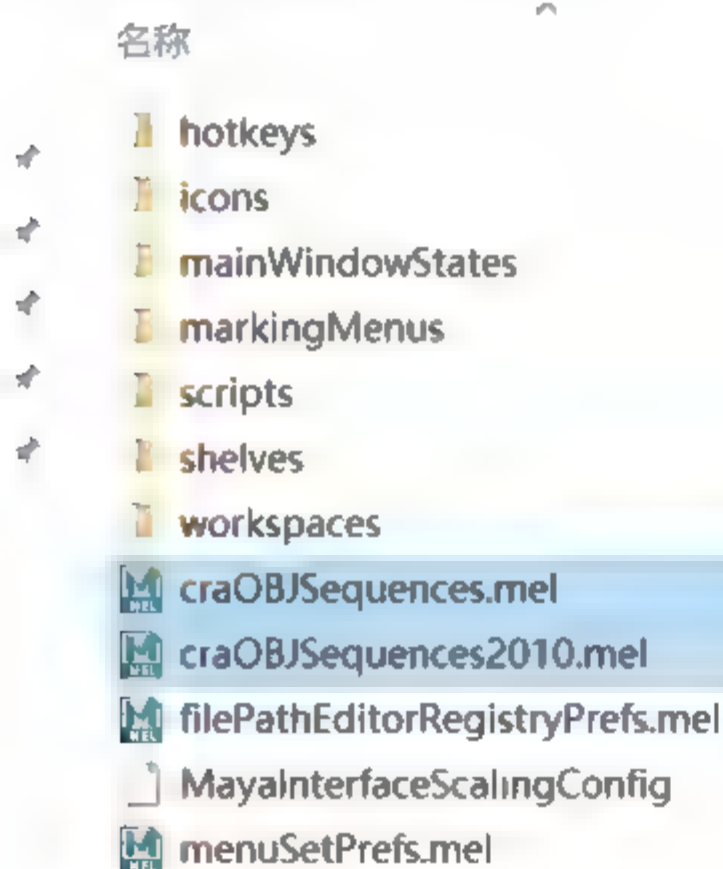 名称
hotkeys
icons
mainWindowStates
markingMenus
scripts
shelves
workspaces
craOBJSequences.mel
craOBJSequences2010.mel
filePathEditorRegistryPrefs.mel
MayaInterfaceScalingConfig
menuSetPrefs.mel